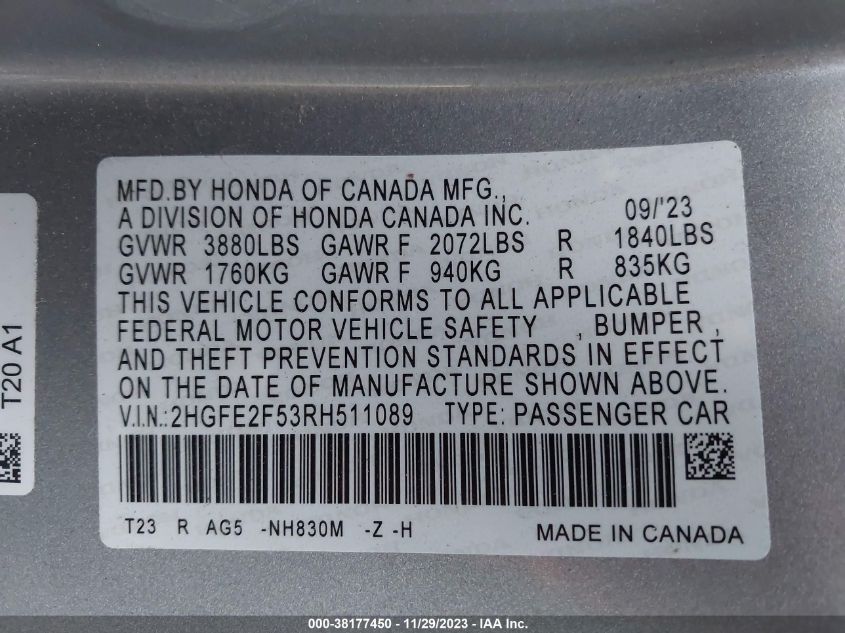 MFD.BY HONDA OF CANADA MFG.,
A DIVISION OF HONDA CANADA INC. 09/'23
GVWR 3880LBS GAWR F 2072LBS R 1840LBS
GVWR 1760KG GAWR F 940KG R 835KG
THIS VEHICLE CONFORMS TO ALL APPLICABLE
FEDERAL MOTOR VEHICLE SAFETY , BUMPER ,
AND THEFT PREVENTION STANDARDS IN EFFECT
ON THE DATE OF MANUFACTURE SHOWN ABOVE.
V.I.N.:2HGFE2F53RH511089 TYPE: PASSENGER CAR
T23 R AG5 -NH830M -Z -H MADE IN CANADA
T20 A1
000-38177450 - 11/29/2023 - IAA Inc.